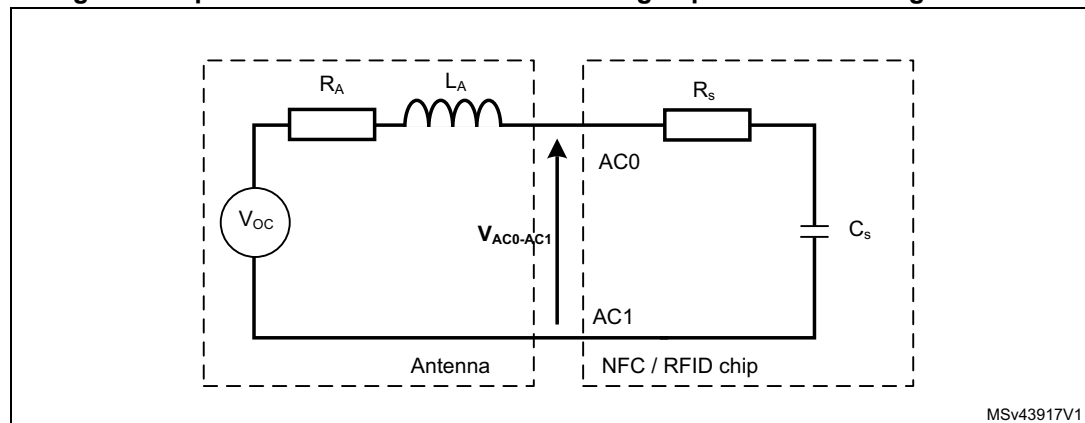 R_A
L_A
R_s
AC0
V_OC
V_AC0-AC1
C_s
AC1
Antenna
NFC / RFID chip
MSv43917V1